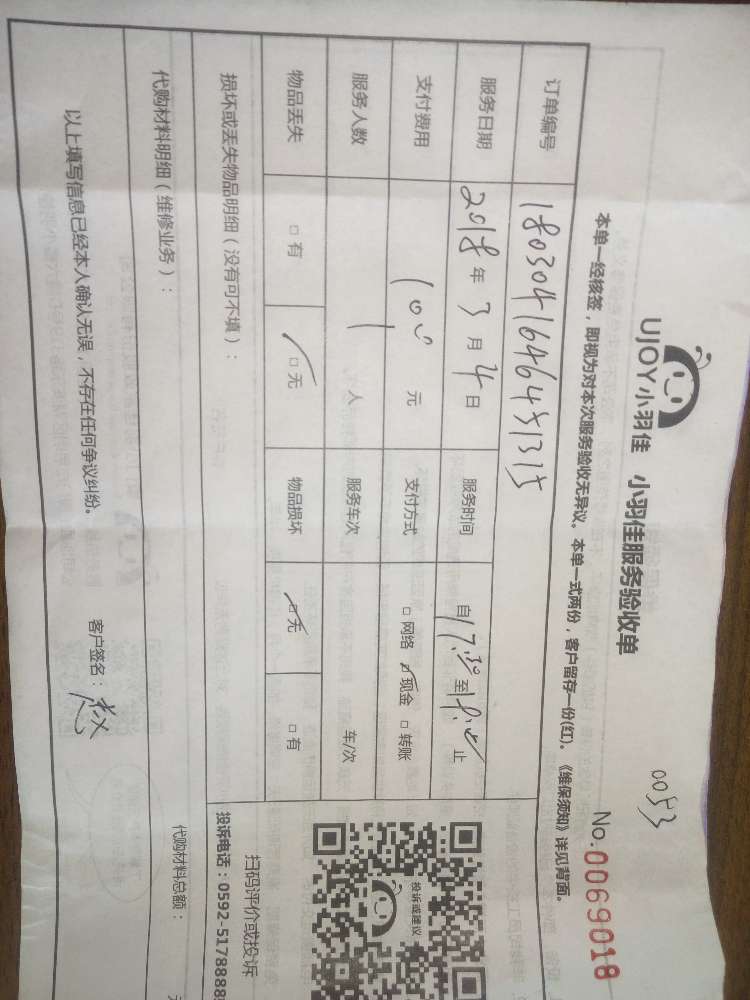 0053
UJOY小羽佳 小羽佳服务验收单
No.0069018
本单一经核签，即视为对本次服务验收无异议。本单一式两份，客户留存一份(红)。《维保须知》详见背面。
订单编号 1803041646451315
服务日期 2018年3月4日 服务时间 自17:30至18: 止
支付费用 100元 支付方式 □网络 ☑现金 □转账
服务人数 1人 服务车次 车/次
物品丢失 □有 ☑无 物品损坏 ☑无 □有
投诉或建议
扫码评价或投诉
投诉电话：0592-5178888
损坏或丢失物品明细（没有可不填）：
代购材料明细（维修业务）：
代购材料总额：
以上填写信息已经本人确认无误，不存在任何争议纠纷。
客户签名：赵